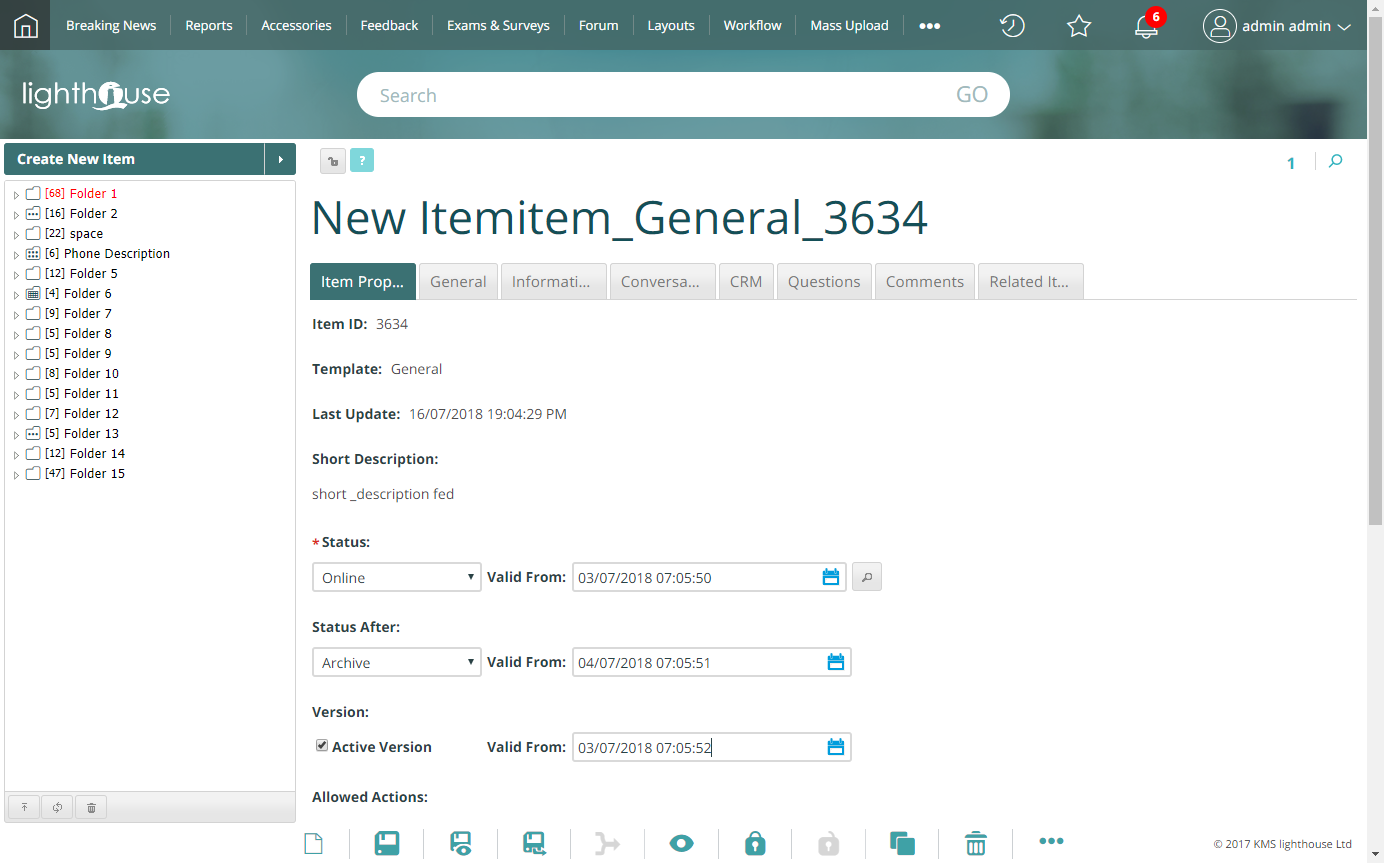 Breaking News Reports Accessories Feedback Exams & Surveys Forum Layouts Workflow Mass Upload ••• 6 admin admin
lighthouse Search GO
Create New Item
? 1
[68] Folder 1
[16] Folder 2
[22] space
[6] Phone Description
[12] Folder 5
[4] Folder 6
[9] Folder 7
[5] Folder 8
[5] Folder 9
[8] Folder 10
[5] Folder 11
[7] Folder 12
[5] Folder 13
[12] Folder 14
[47] Folder 15
New Itemitem_General_3634
Item Prop... General Informati... Conversa... CRM Questions Comments Related It...
Item ID: 3634
Template: General
Last Update: 16/07/2018 19:04:29 PM
Short Description:
short _description fed
*Status:
Online Valid From: 03/07/2018 07:05:50
Status After:
Archive Valid From: 04/07/2018 07:05:51
Version:
Active Version Valid From: 03/07/2018 07:05:52
Allowed Actions:
© 2017 KMS lighthouse Ltd